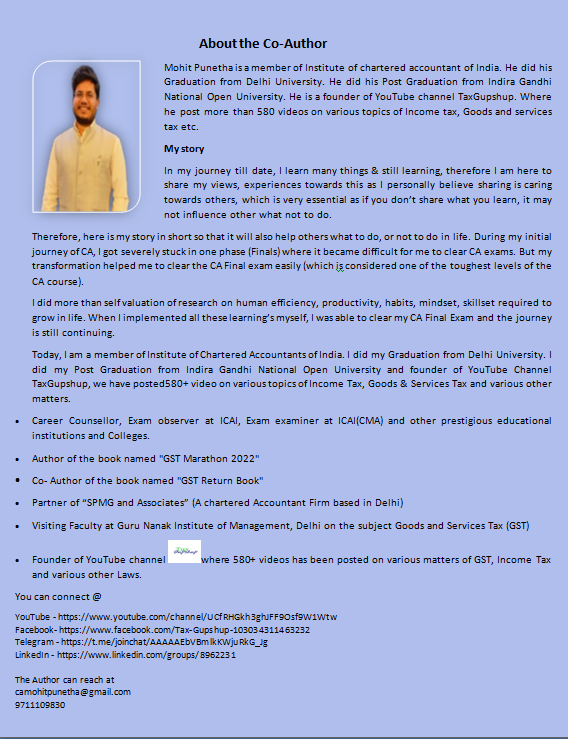 About the Co-Author
Mohit Punetha is a member of Institute of chartered accountant of India. He did his
Graduation from Delhi University. He did his Post Graduation from Indira Gandhi
National Open University. He is a founder of YouTube channel TaxGupshup. Where
he post more than 580 videos on various topics of Income tax, Goods and services
tax etc.
My story
In my journey till date, I learn many things & still learning, therefore I am here to
share my views, experiences towards this as I personally believe sharing is caring
towards others, which is very essential as if you don't share what you learn, it may
not influence other what not to do.
Therefore, here is my story in short so that it will also help others what to do, or not to do in life. During my initial
journey of CA, I got severely stuck in one phase (Finals) where it became difficult for me to clear CA exams. But my
transformation helped me to clear the CA Final exam easily (which is considered one of the toughest levels of the
CA course).
I did more than self valuation of research on human efficiency, productivity, habits, mindset, skillset required to
grow in life. When I implemented all these learning's myself, I was able to clear my CA Final Exam and the journey
is still continuing.
Today, I am a member of Institute of Chartered Accountants of India. I did my Graduation from Delhi University. I
did my Post Graduation from Indira Gandhi National Open University and founder of YouTube Channel
TaxGupshup, we have posted580+ video on various topics of Income Tax, Goods & Services Tax and various other
matters.
• Career Counsellor, Exam observer at ICAI, Exam examiner at ICAI(CMA) and other prestigious educational
institutions and Colleges.
• Author of the book named "GST Marathon 2022"
• Co- Author of the book named "GST Return Book"
• Partner of “SPMG and Associates” (A chartered Accountant Firm based in Delhi)
• Visiting Faculty at Guru Nanak Institute of Management, Delhi on the subject Goods and Services Tax (GST)
• Founder of YouTube channel where 580+ videos has been posted on various matters of GST, Income Tax
and various other Laws.
You can connect @
YouTube - https://www.youtube.com/channel/UCfRHGkh3ghJFF9Osf9W1Wtw
Facebook- https://www.facebook.com/Tax-Gupshup-103034311463232
Telegram - https://t.me/joinchat/AAAAAEbVBmlkKWjuRkG_Jg
LinkedIn - https://www.linkedin.com/groups/8962231
The Author can reach at
camohitpunetha@gmail.com
9711109830